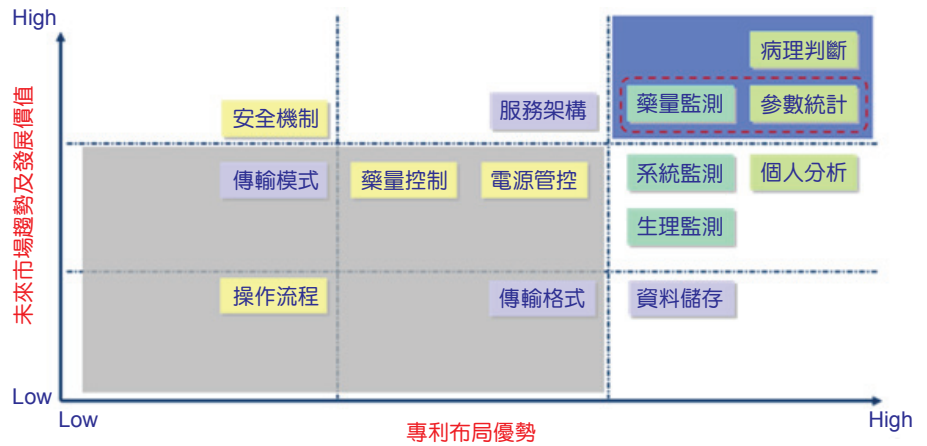 High
未來市場趨勢及發展價值
病理判斷
安全機制
服務架構
藥量監測
參數統計
傳輸模式
藥量控制
電源管控
系統監測
個人分析
生理監測
操作流程
傳輸格式
資料儲存
Low
Low
專利布局優勢
High